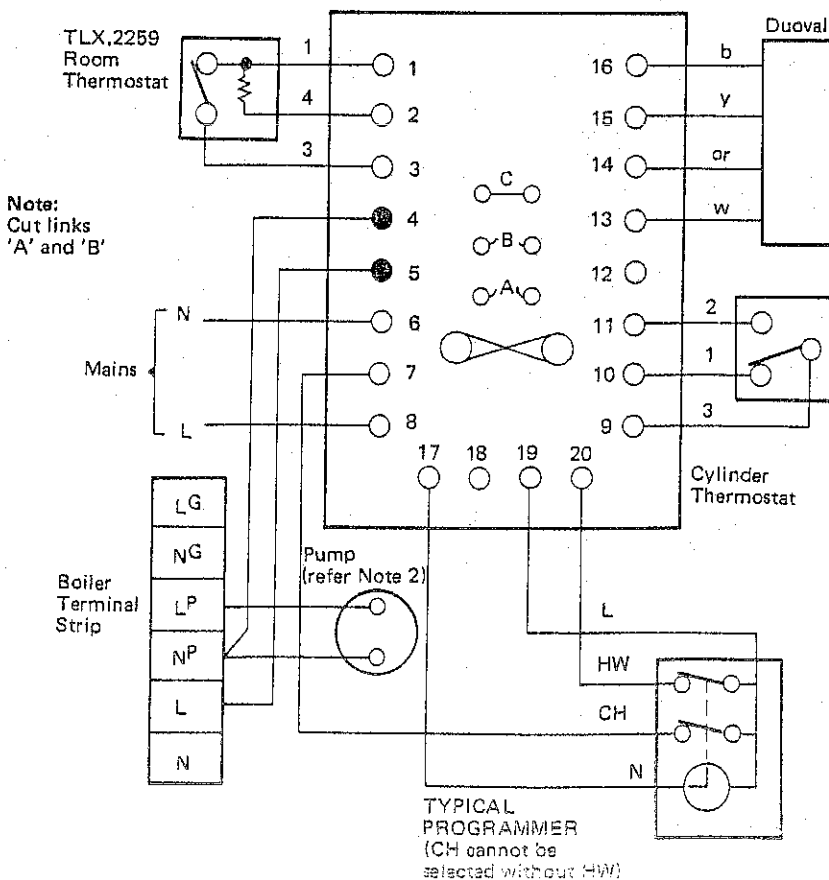 TLX.2259
Room
Thermostat
1
4
3
1
2
3
4
5
6
7
8
16
15
14
13
12
11
10
9
17
18
19
20
C
B
A
b
y
or
w
Duoval
Note:
Cut links
'A' and 'B'
Mains
N
L
2
1
3
Cylinder
Thermostat
Boiler
Terminal
Strip
LG
NG
LP
NP
L
N
Pump
(refer Note 2)
L
HW
CH
N
TYPICAL
PROGRAMMER
(CH cannot be
selected without HW)